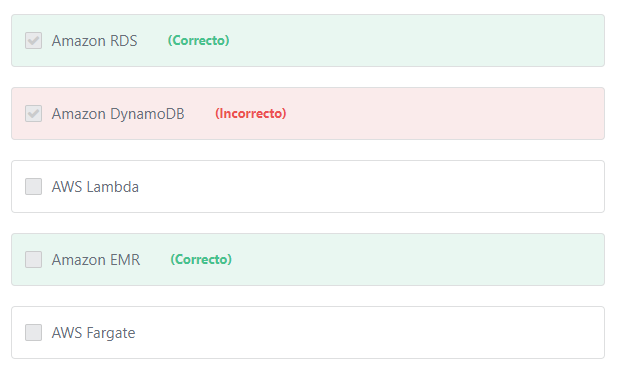 Amazon RDS (Correcto)
Amazon DynamoDB (Incorrecto)
AWS Lambda
Amazon EMR (Correcto)
AWS Fargate